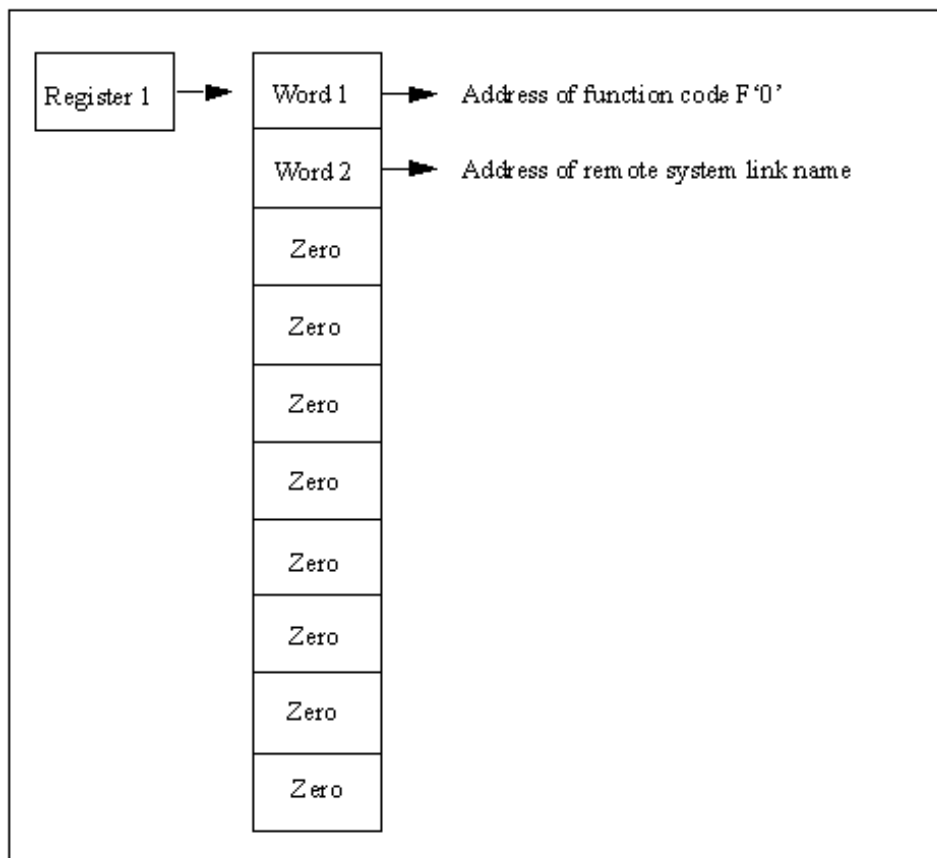 Register 1
Word 1
Address of function code F‘0’
Word 2
Address of remote system link name
Zero
Zero
Zero
Zero
Zero
Zero
Zero
Zero